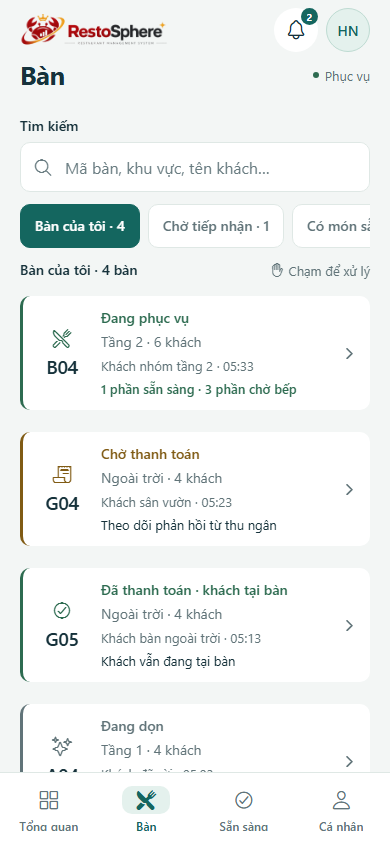 RestoSphere
RESTAURANT MANAGEMENT SYSTEM
2
HN
Bàn
Phục vụ
Tìm kiếm
Mã bàn, khu vực, tên khách...
Bàn của tôi · 4
Chờ tiếp nhận · 1
Có món
Bàn của tôi · 4 bàn
Chạm để xử lý
Đang phục vụ
Tầng 2 · 6 khách
B04
Khách nhóm tầng 2 · 05:33
1 phần sẵn sàng · 3 phần chờ bếp
Chờ thanh toán
Ngoài trời · 4 khách
G04
Khách sân vườn · 05:23
Theo dõi phản hồi từ thu ngân
Đã thanh toán · khách tại bàn
Ngoài trời · 4 khách
G05
Khách bàn ngoài trời · 05:13
Khách vẫn đang tại bàn
Đang dọn
Tầng 1 · 4 khách
Tổng quan
Bàn
Sẵn sàng
Cá nhân